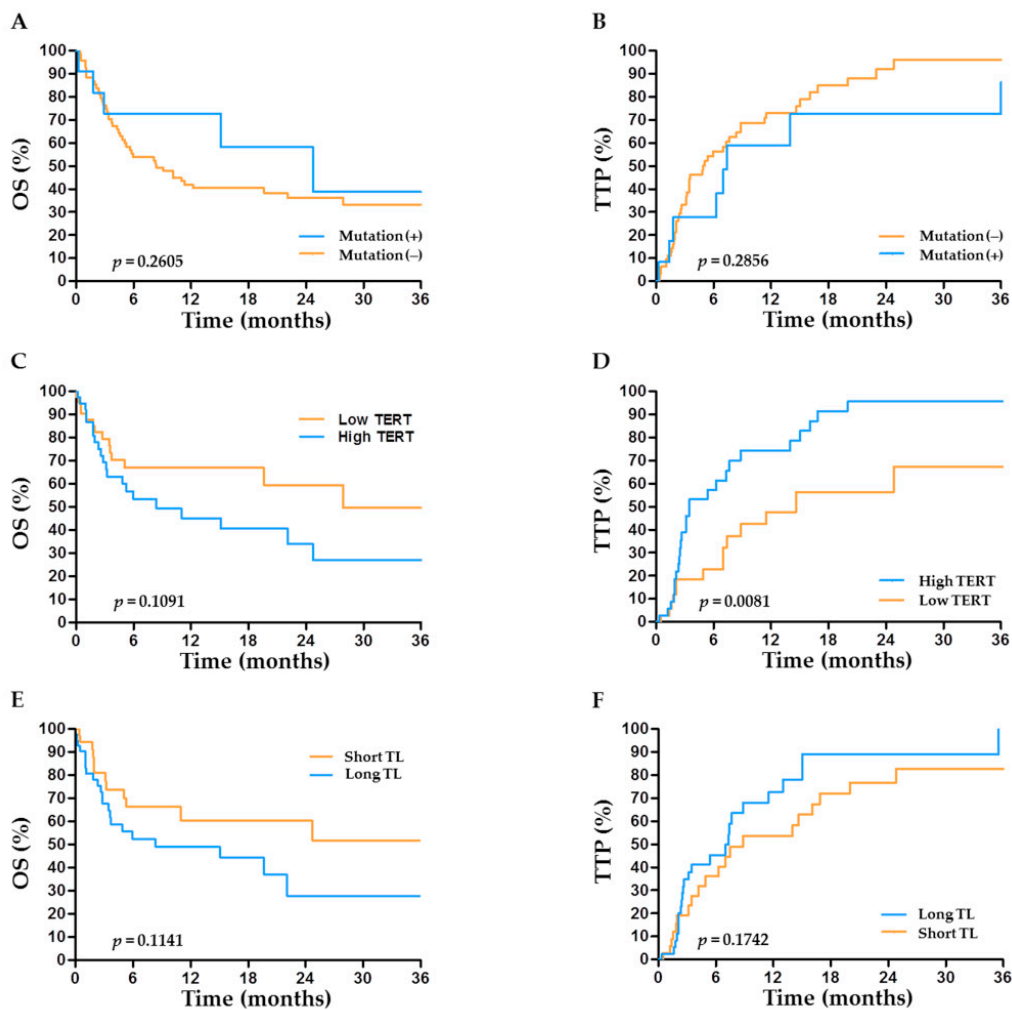 A
OS (%)
100
90
80
70
60
50
40
30
20
10
0
Mutation (+)
Mutation (–)
p = 0.2605
0 6 12 18 24 30 36
Time (months)
B
TTP (%)
100
90
80
70
60
50
40
30
20
10
0
Mutation (–)
Mutation (+)
p = 0.2856
0 6 12 18 24 30 36
Time (months)
C
OS (%)
100
90
80
70
60
50
40
30
20
10
0
Low TERT
High TERT
p = 0.1091
0 6 12 18 24 30 36
Time (months)
D
TTP (%)
100
90
80
70
60
50
40
30
20
10
0
High TERT
Low TERT
p = 0.0081
0 6 12 18 24 30 36
Time (months)
E
OS (%)
100
90
80
70
60
50
40
30
20
10
0
Short TL
Long TL
p = 0.1141
0 6 12 18 24 30 36
Time (months)
F
TTP (%)
100
90
80
70
60
50
40
30
20
10
0
Long TL
Short TL
p = 0.1742
0 6 12 18 24 30 36
Time (months)